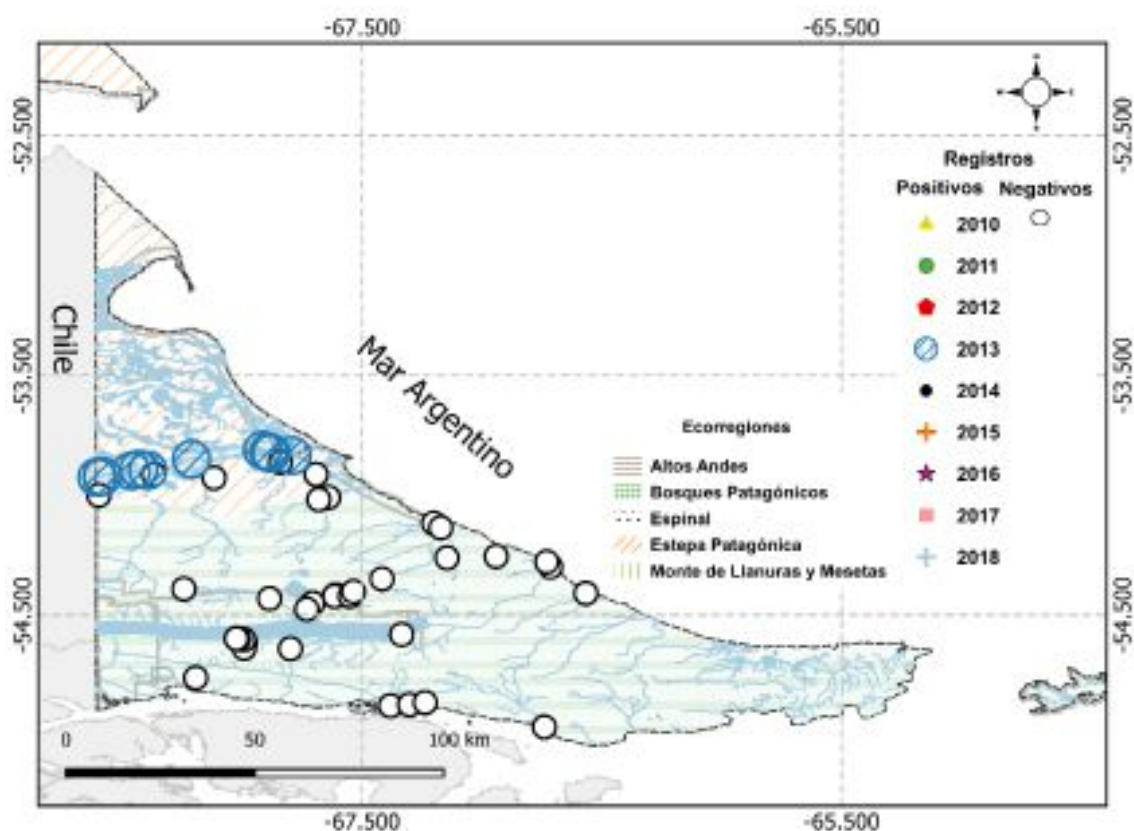 -67.500 -65.500
-52.500 -52.500
Registros
Positivos Negativos
2010
2011
2012
2013
2014
2015
2016
2017
2018
Chile
Mar Argentino
-53.500 -53.500
Ecorregiones
Altos Andes
Bosques Patagónicos
Espinal
Estepa Patagónica
Monte de Llanuras y Mesetas
-54.500 -54.500
0 50 100 km
-67.500 -65.500